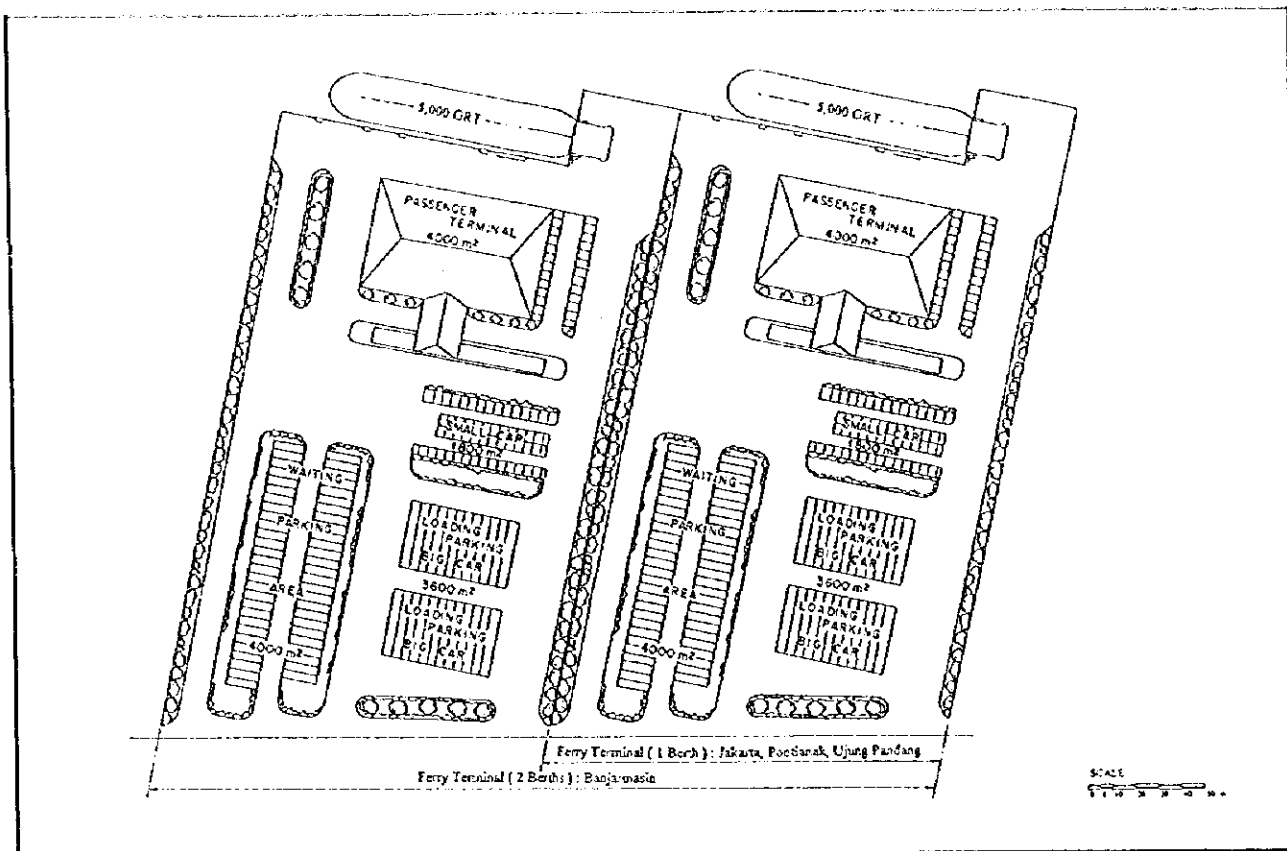 5,000 GRT
5,000 GRT
PASSENGER
TERMINAL
4000 m²
PASSENGER
TERMINAL
4000 m²
SMALL CAR
SMALL CAR
WAITING
PARKING
AREA
4000 m²
LOADING
PARKING
BIG CAR
3600 m²
LOADING
PARKING
BIG CAR
WAITING
PARKING
AREA
4000 m²
LOADING
PARKING
BIG CAR
3600 m²
LOADING
PARKING
BIG CAR
Ferry Terminal ( 1 Berth ) : Jakarta, Pontianak, Ujung Pandang
Ferry Terminal ( 2 Berths ) : Banjarmasin
SCALE